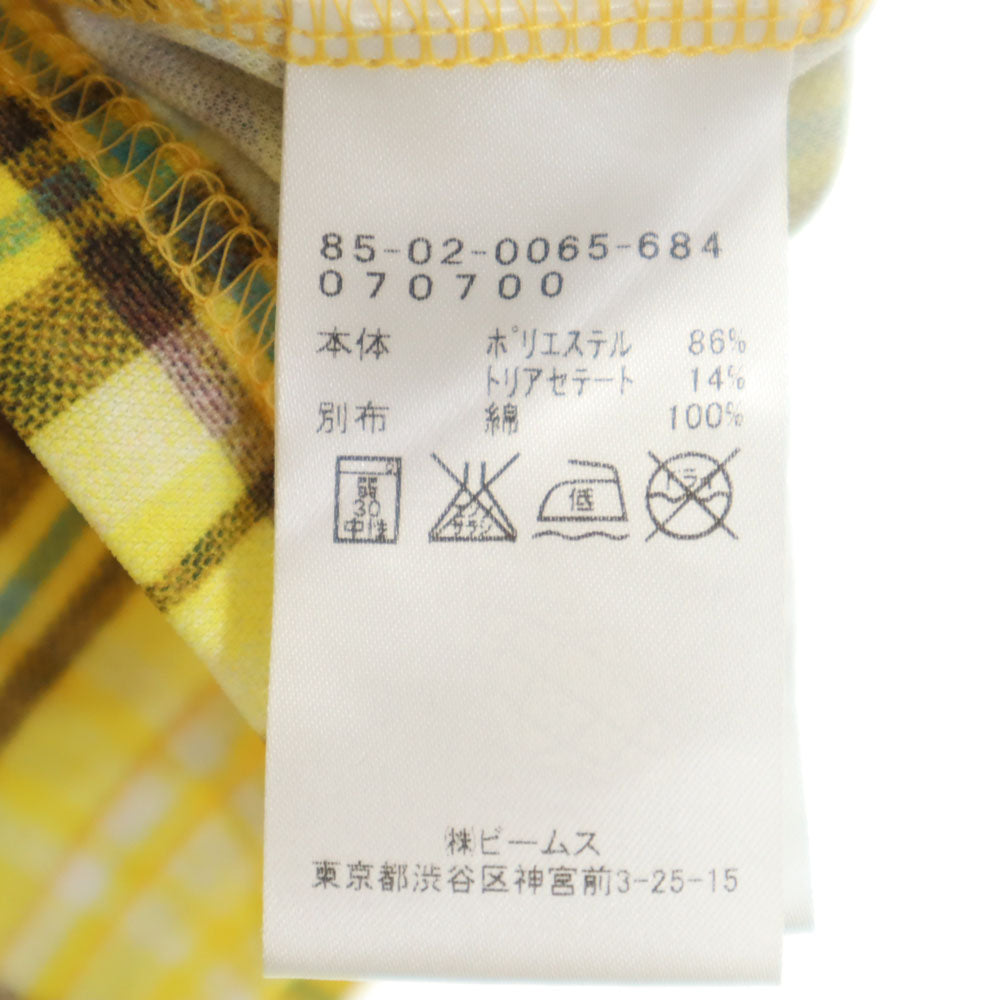 85-02-0065-684
070700
本体 ポリエステル 86%
トリアセテート 14%
別布 綿 100%
弱 30 中性
エンソ サラシ
低
ドライ
㈱ビームス
東京都渋谷区神宮前3-25-15